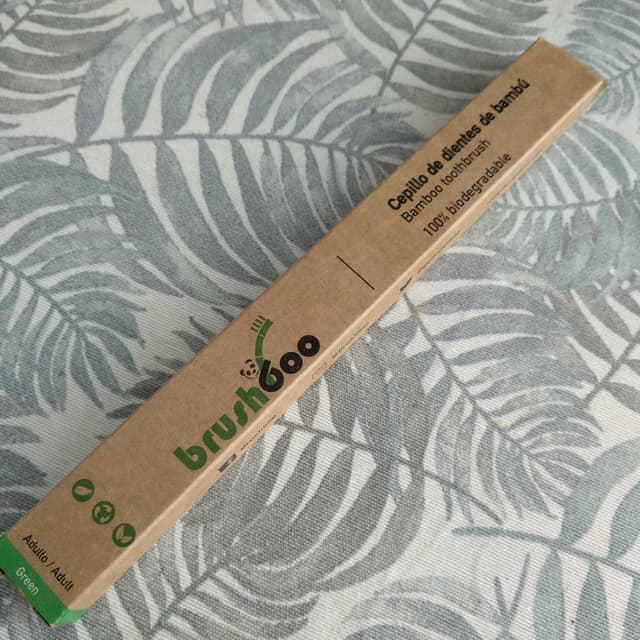 Cepillo de dientes de bambú
Bamboo toothbrush
100% biodegradable
brushboo
Adulto / Adult
Green